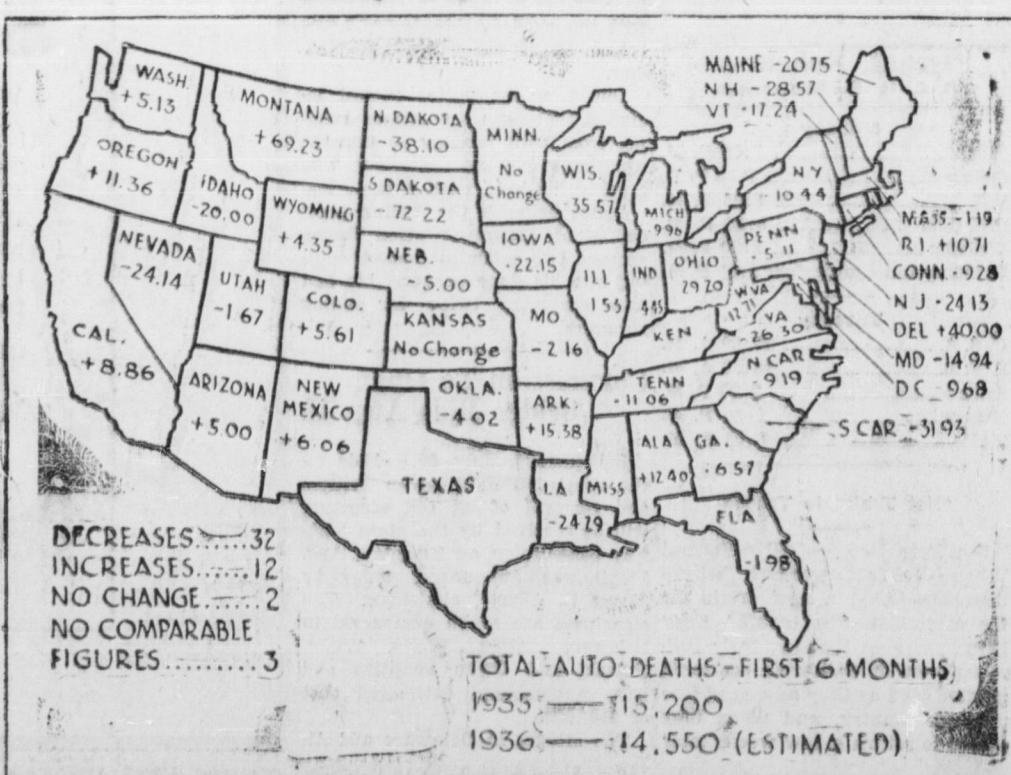 WASH.
+5.13
OREGON
+11.36
IDAHO
-20.00
MONTANA
+69.23
N. DAKOTA
-38.10
S DAKOTA
72.22
WYOMING
+4.35
NEVADA
-24.14
UTAH
-1.67
COLO.
+5.61
CAL.
+8.86
ARIZONA
+5.00
NEW
MEXICO
+6.06
NEB.
5.00
KANSAS
No Change
OKLA.
-4.02
TEXAS
MINN.
No
Change
IOWA
22.15
MO
-2 16
ARK.
+15.38
LA
-24 29
WIS.
-35.57
ILL
MICH
996
IND
445
OHIO
29 20
KEN
TENN
-11 06
MISS
ALA
12 40
GA.
-6 57
FLA
-1.98
N CAR
-9 19
S CAR -31.93
W VA
-12 71
VA
-26 30
PENN
-5 11
N Y
10 44
MAINE -20 75
N H -28 57
VT -17 24
MASS -1 19
R I +10 71
CONN -9 28
N J -24 13
DEL +40.00
MD -14 94
D C -9 68
DECREASES 32
INCREASES 12
NO CHANGE 2
NO COMPARABLE
FIGURES 3
TOTAL AUTO DEATHS - FIRST 6 MONTHS,
1935 — 15,200
1936 — 14,550 (ESTIMATED)